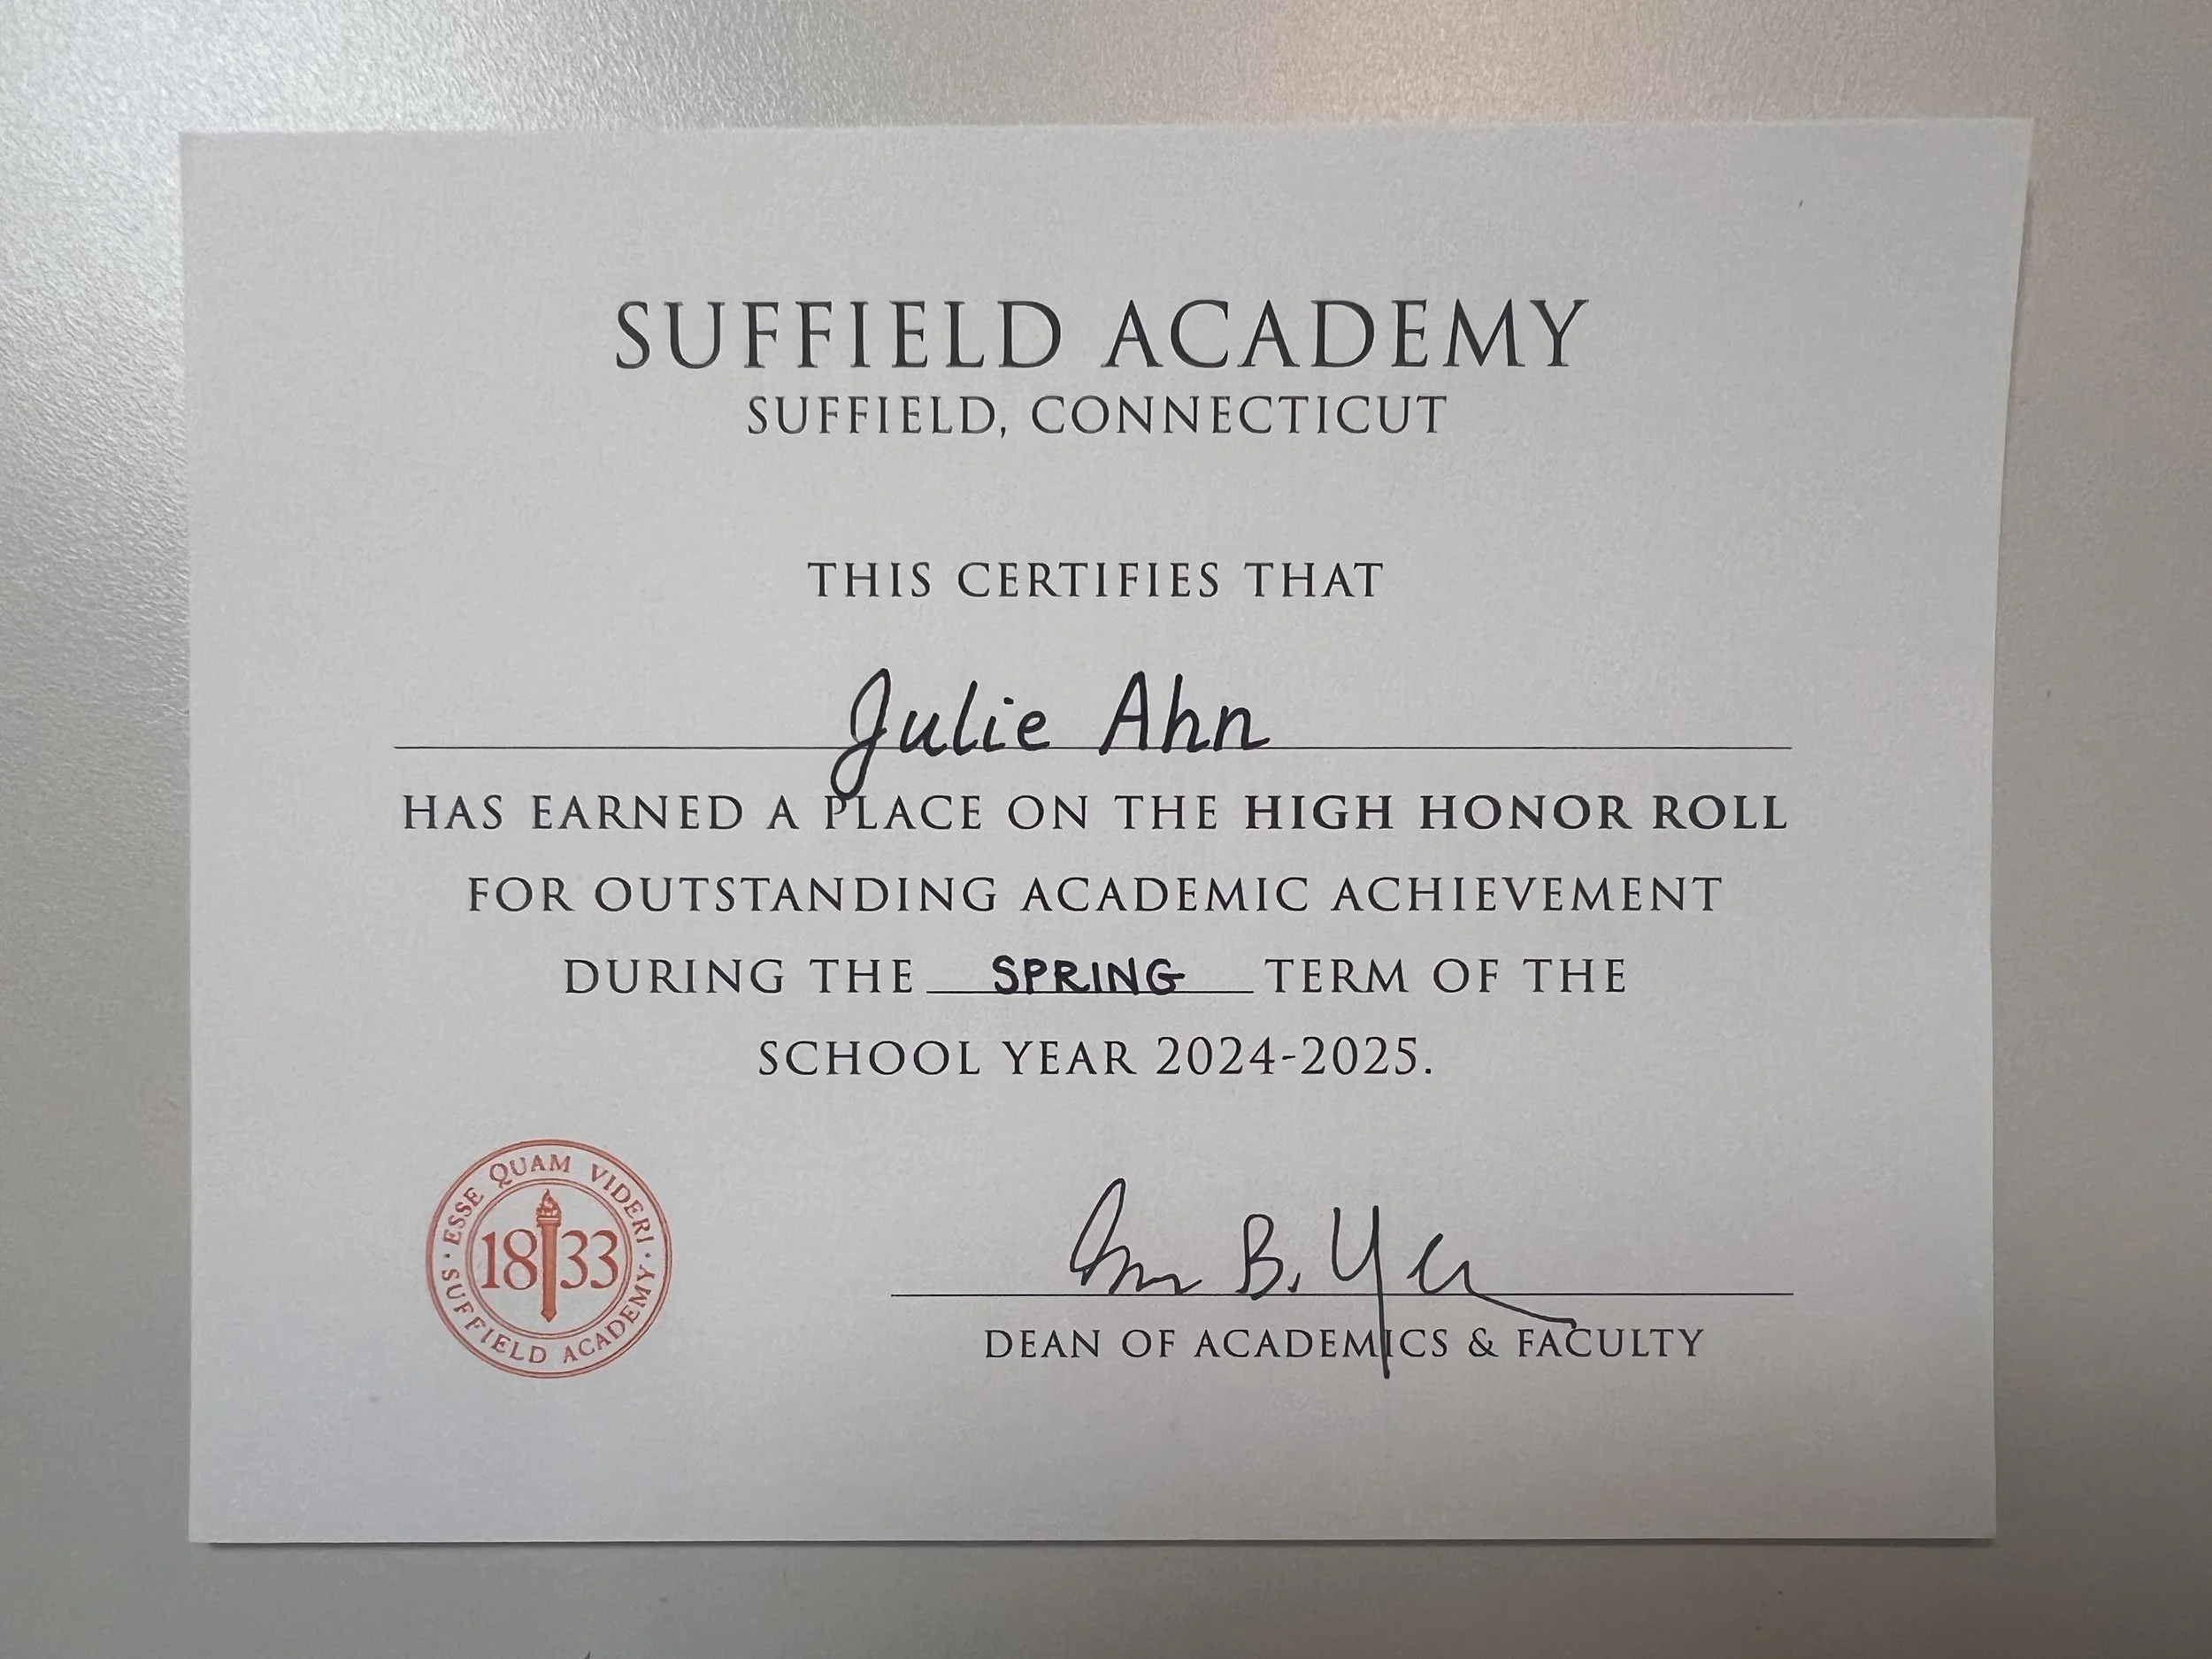 SUFFIELD ACADEMY
SUFFIELD, CONNECTICUT
THIS CERTIFIES THAT
Julie Ahn
HAS EARNED A PLACE ON THE HIGH HONOR ROLL
FOR OUTSTANDING ACADEMIC ACHIEVEMENT
DURING THE SPRING TERM OF THE
SCHOOL YEAR 2024-2025.
· ESSE QUAM VIDERI ·
1833
SUFFIELD ACADEMY
B.
DEAN OF ACADEMICS & FACULTY